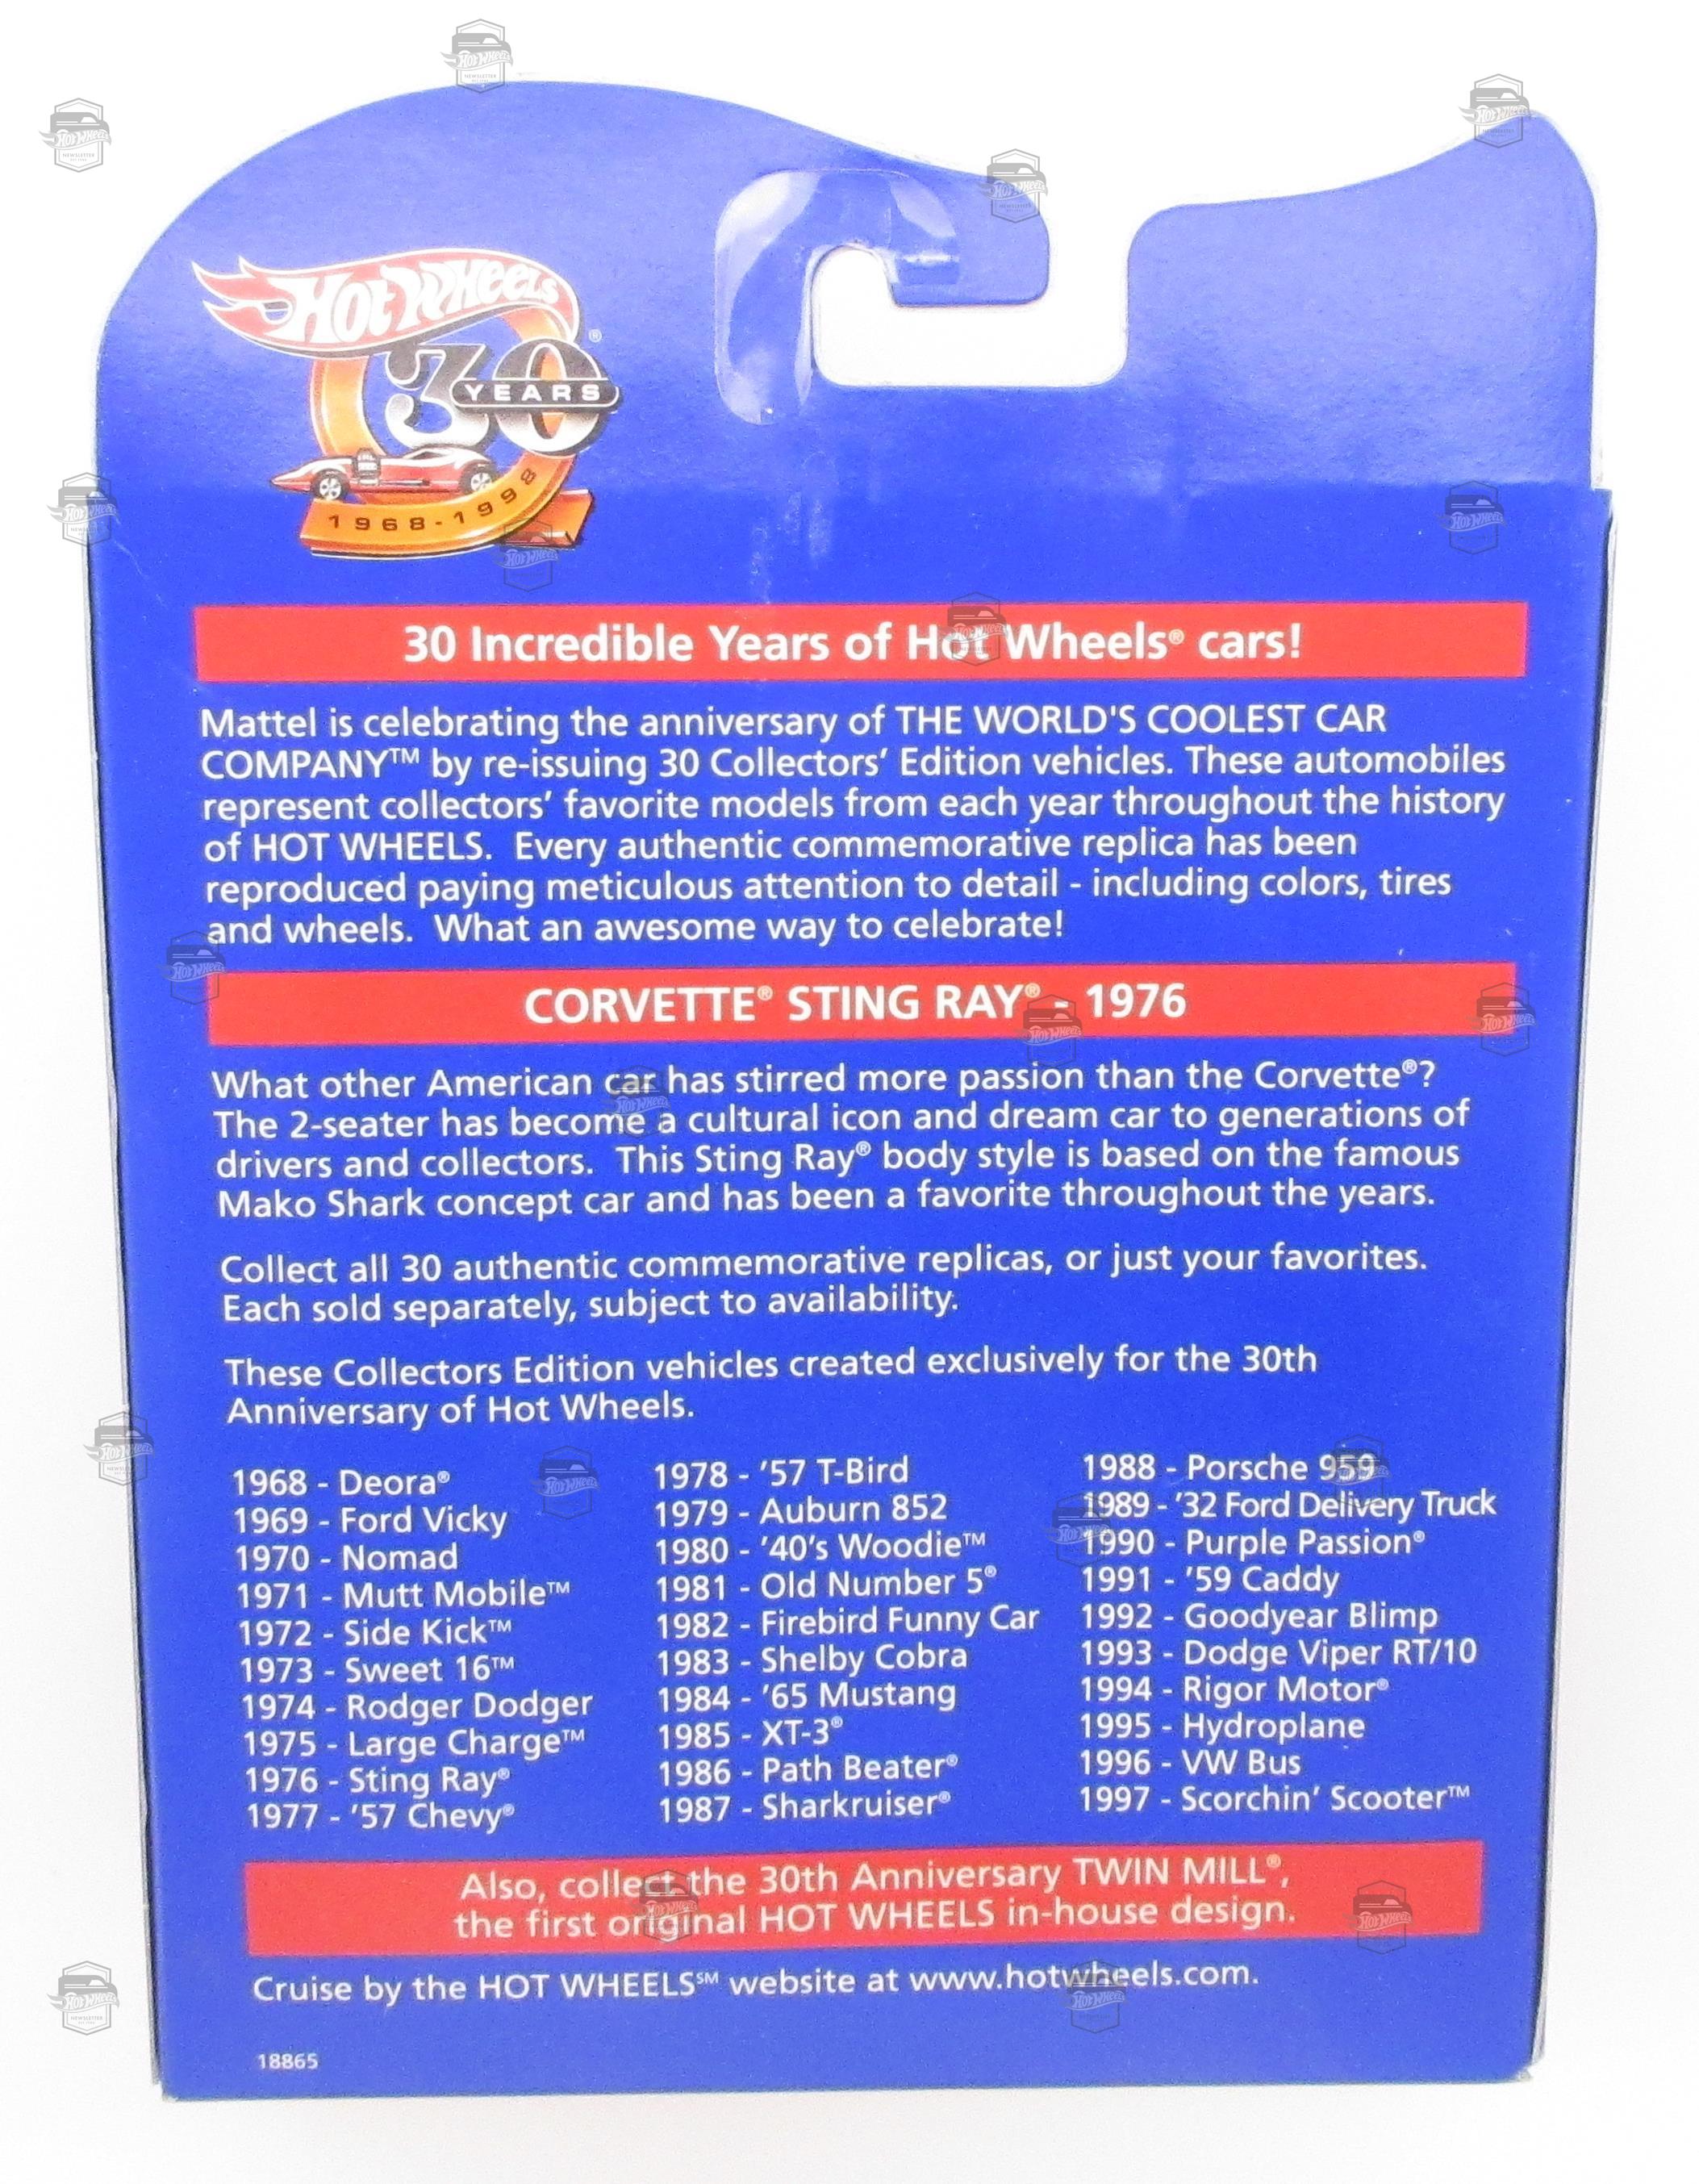 HOT WHEELS
®
30
YEARS
1968-1998
30 Incredible Years of Hot Wheels® cars!
Mattel is celebrating the anniversary of THE WORLD'S COOLEST CAR
COMPANY™ by re-issuing 30 Collectors' Edition vehicles. These automobiles
represent collectors' favorite models from each year throughout the history
of HOT WHEELS. Every authentic commemorative replica has been
reproduced paying meticulous attention to detail - including colors, tires
and wheels. What an awesome way to celebrate!
CORVETTE® STING RAY® - 1976
What other American car has stirred more passion than the Corvette®?
The 2-seater has become a cultural icon and dream car to generations of
drivers and collectors. This Sting Ray® body style is based on the famous
Mako Shark concept car and has been a favorite throughout the years.
Collect all 30 authentic commemorative replicas, or just your favorites.
Each sold separately, subject to availability.
These Collectors Edition vehicles created exclusively for the 30th
Anniversary of Hot Wheels.
1968 - Deora®
1969 - Ford Vicky
1970 - Nomad
1971 - Mutt Mobile™
1972 - Side Kick™
1973 - Sweet 16™
1974 - Rodger Dodger
1975 - Large Charge™
1976 - Sting Ray®
1977 - '57 Chevy®
1978 - '57 T-Bird
1979 - Auburn 852
1980 - '40's Woodie™
1981 - Old Number 5®
1982 - Firebird Funny Car
1983 - Shelby Cobra
1984 - '65 Mustang
1985 - XT-3®
1986 - Path Beater®
1987 - Sharkruiser®
1988 - Porsche 959
1989 - '32 Ford Delivery Truck
1990 - Purple Passion®
1991 - '59 Caddy
1992 - Goodyear Blimp
1993 - Dodge Viper RT/10
1994 - Rigor Motor®
1995 - Hydroplane
1996 - VW Bus
1997 - Scorchin' Scooter™
Also, collect the 30th Anniversary TWIN MILL®,
the first original HOT WHEELS in-house design.
Cruise by the HOT WHEELS℠ website at www.hotwheels.com.
18865